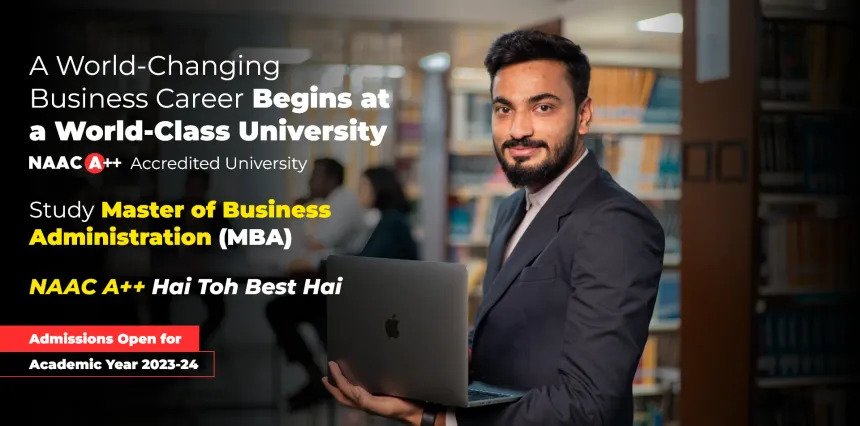 A World-Changing
Business Career Begins at
a World-Class University
NAAC A++ Accredited University
Study Master of Business
Administration (MBA)
NAAC A++ Hai Toh Best Hai
Admissions Open for
Academic Year 2023-24